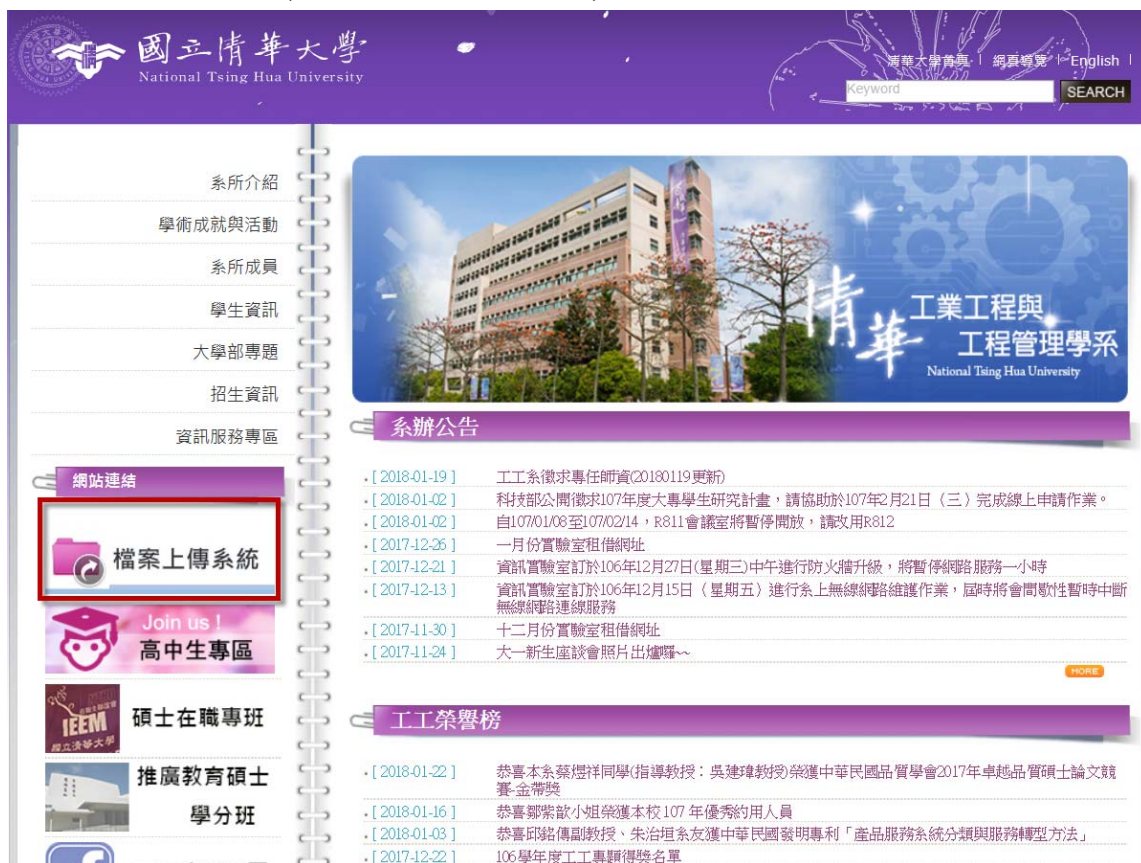 國立清華大學
National Tsing Hua University
清華大學首頁 | 網頁導覽 | English |
Keyword
SEARCH
系所介紹
學術成就與活動
系所成員
學生資訊
大學部專題
招生資訊
資訊服務專區
網站連結
檔案上傳系統
Join us !
高中生專區
IEEM
國立清華大學
碩士在職專班
推廣教育碩士
學分班
清華
工業工程與
工程管理學系
National Tsing Hua University
系辦公告
[ 2018-01-19 ] 工工系徵求專任師資(20180119更新)
[ 2018-01-02 ] 科技部公開徵求107年度大專學生研究計畫，請協助於107年2月21日（三）完成線上申請作業。
[ 2018-01-02 ] 自107/01/08至107/02/14，R811會議室將暫停開放，請改用R812
[ 2017-12-26 ] 一月份實驗室租借網址
[ 2017-12-21 ] 資訊實驗室訂於106年12月27日(星期三)中午進行防火牆升級，將暫停網路服務一小時
[ 2017-12-13 ] 資訊實驗室訂於106年12月15日（星期五）進行系上無線網路維護作業，屆時將會間歇性暫時中斷
無線網路連線服務
[ 2017-11-30 ] 十二月份實驗室租借網址
[ 2017-11-24 ] 大一新生座談會照片出爐囉~~
MORE
工工榮譽榜
[ 2018-01-22 ] 恭喜本系蔡燈祥同學(指導教授：吳建瑋教授)榮獲中華民國品質學會2017年卓越品質碩士論文競
賽-金帶獎
[ 2018-01-16 ] 恭喜鄒紫歆小姐榮獲本校 107 年優秀約用人員
[ 2018-01-03 ] 恭喜邱銘傳副教授、朱治垣系友獲中華民國發明專利「產品服務系統分類與服務轉型方法」
[ 2017-12-22 ] 106學年度工工專題得獎名單